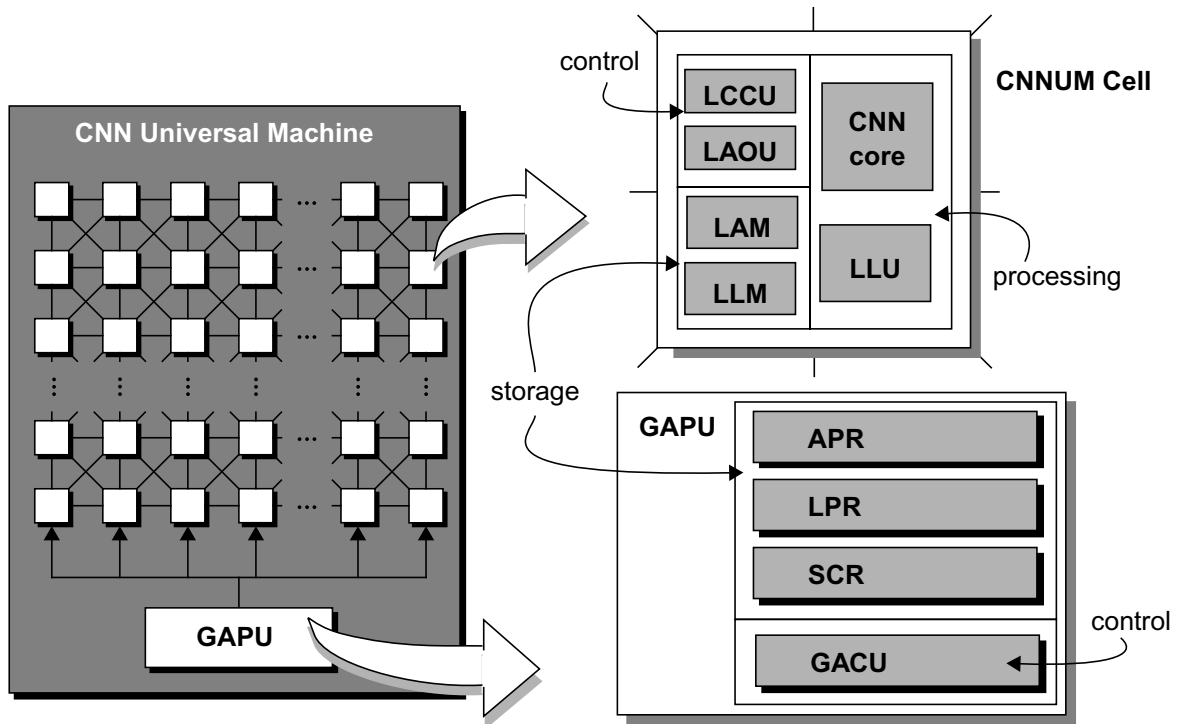 CNN Universal Machine
...
...
...
...
...
GAPU
control
LCCU
LAOU
LAM
LLM
CNN
core
LLU
CNNUM Cell
processing
storage
GAPU
APR
LPR
SCR
GACU
control